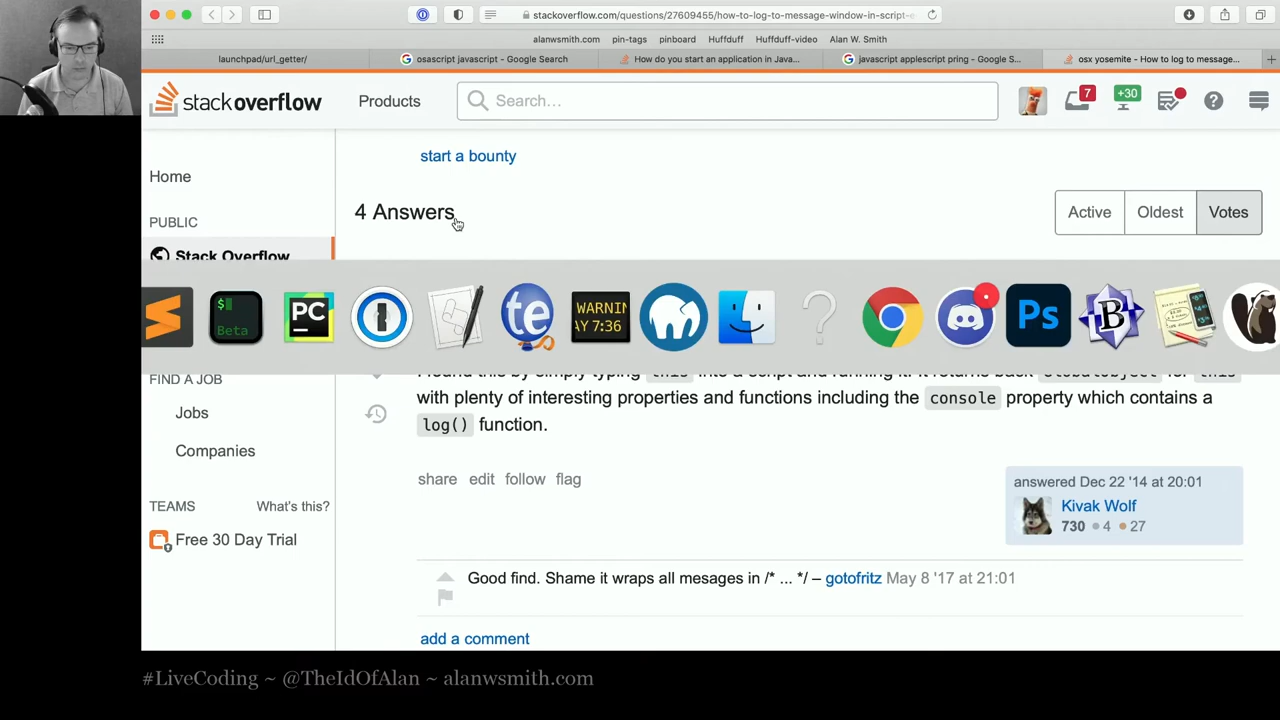 stackoverflow.com/questions/27609455/how-to-log-to-message-window-in-script-e
alanwsmith.com pin-tags pinboard Huffduff Huffduff-video Alan W. Smith
launchpad/url_getter/ osascript javascript - Google Search How do you start an application in Java... javascript applescript pring - Google S... osx yosemite - How to log to message...
stackoverflow Products Search... 7 +30
start a bounty
Home
4 Answers Active Oldest Votes
PUBLIC
Stack Overflow
$
Beta
PC
te
WARNIN
AY 7:36
Ps
B
with plenty of interesting properties and functions including the console property which contains a
log() function.
FIND A JOB
Jobs
Companies
share edit follow flag
answered Dec 22 '14 at 20:01
Kivak Wolf
730 4 27
TEAMS What's this?
Free 30 Day Trial
Good find. Shame it wraps all mesages in /* ... */ – gotofritz May 8 '17 at 21:01
add a comment
#LiveCoding ~ @TheIdOfAlan ~ alanwsmith.com